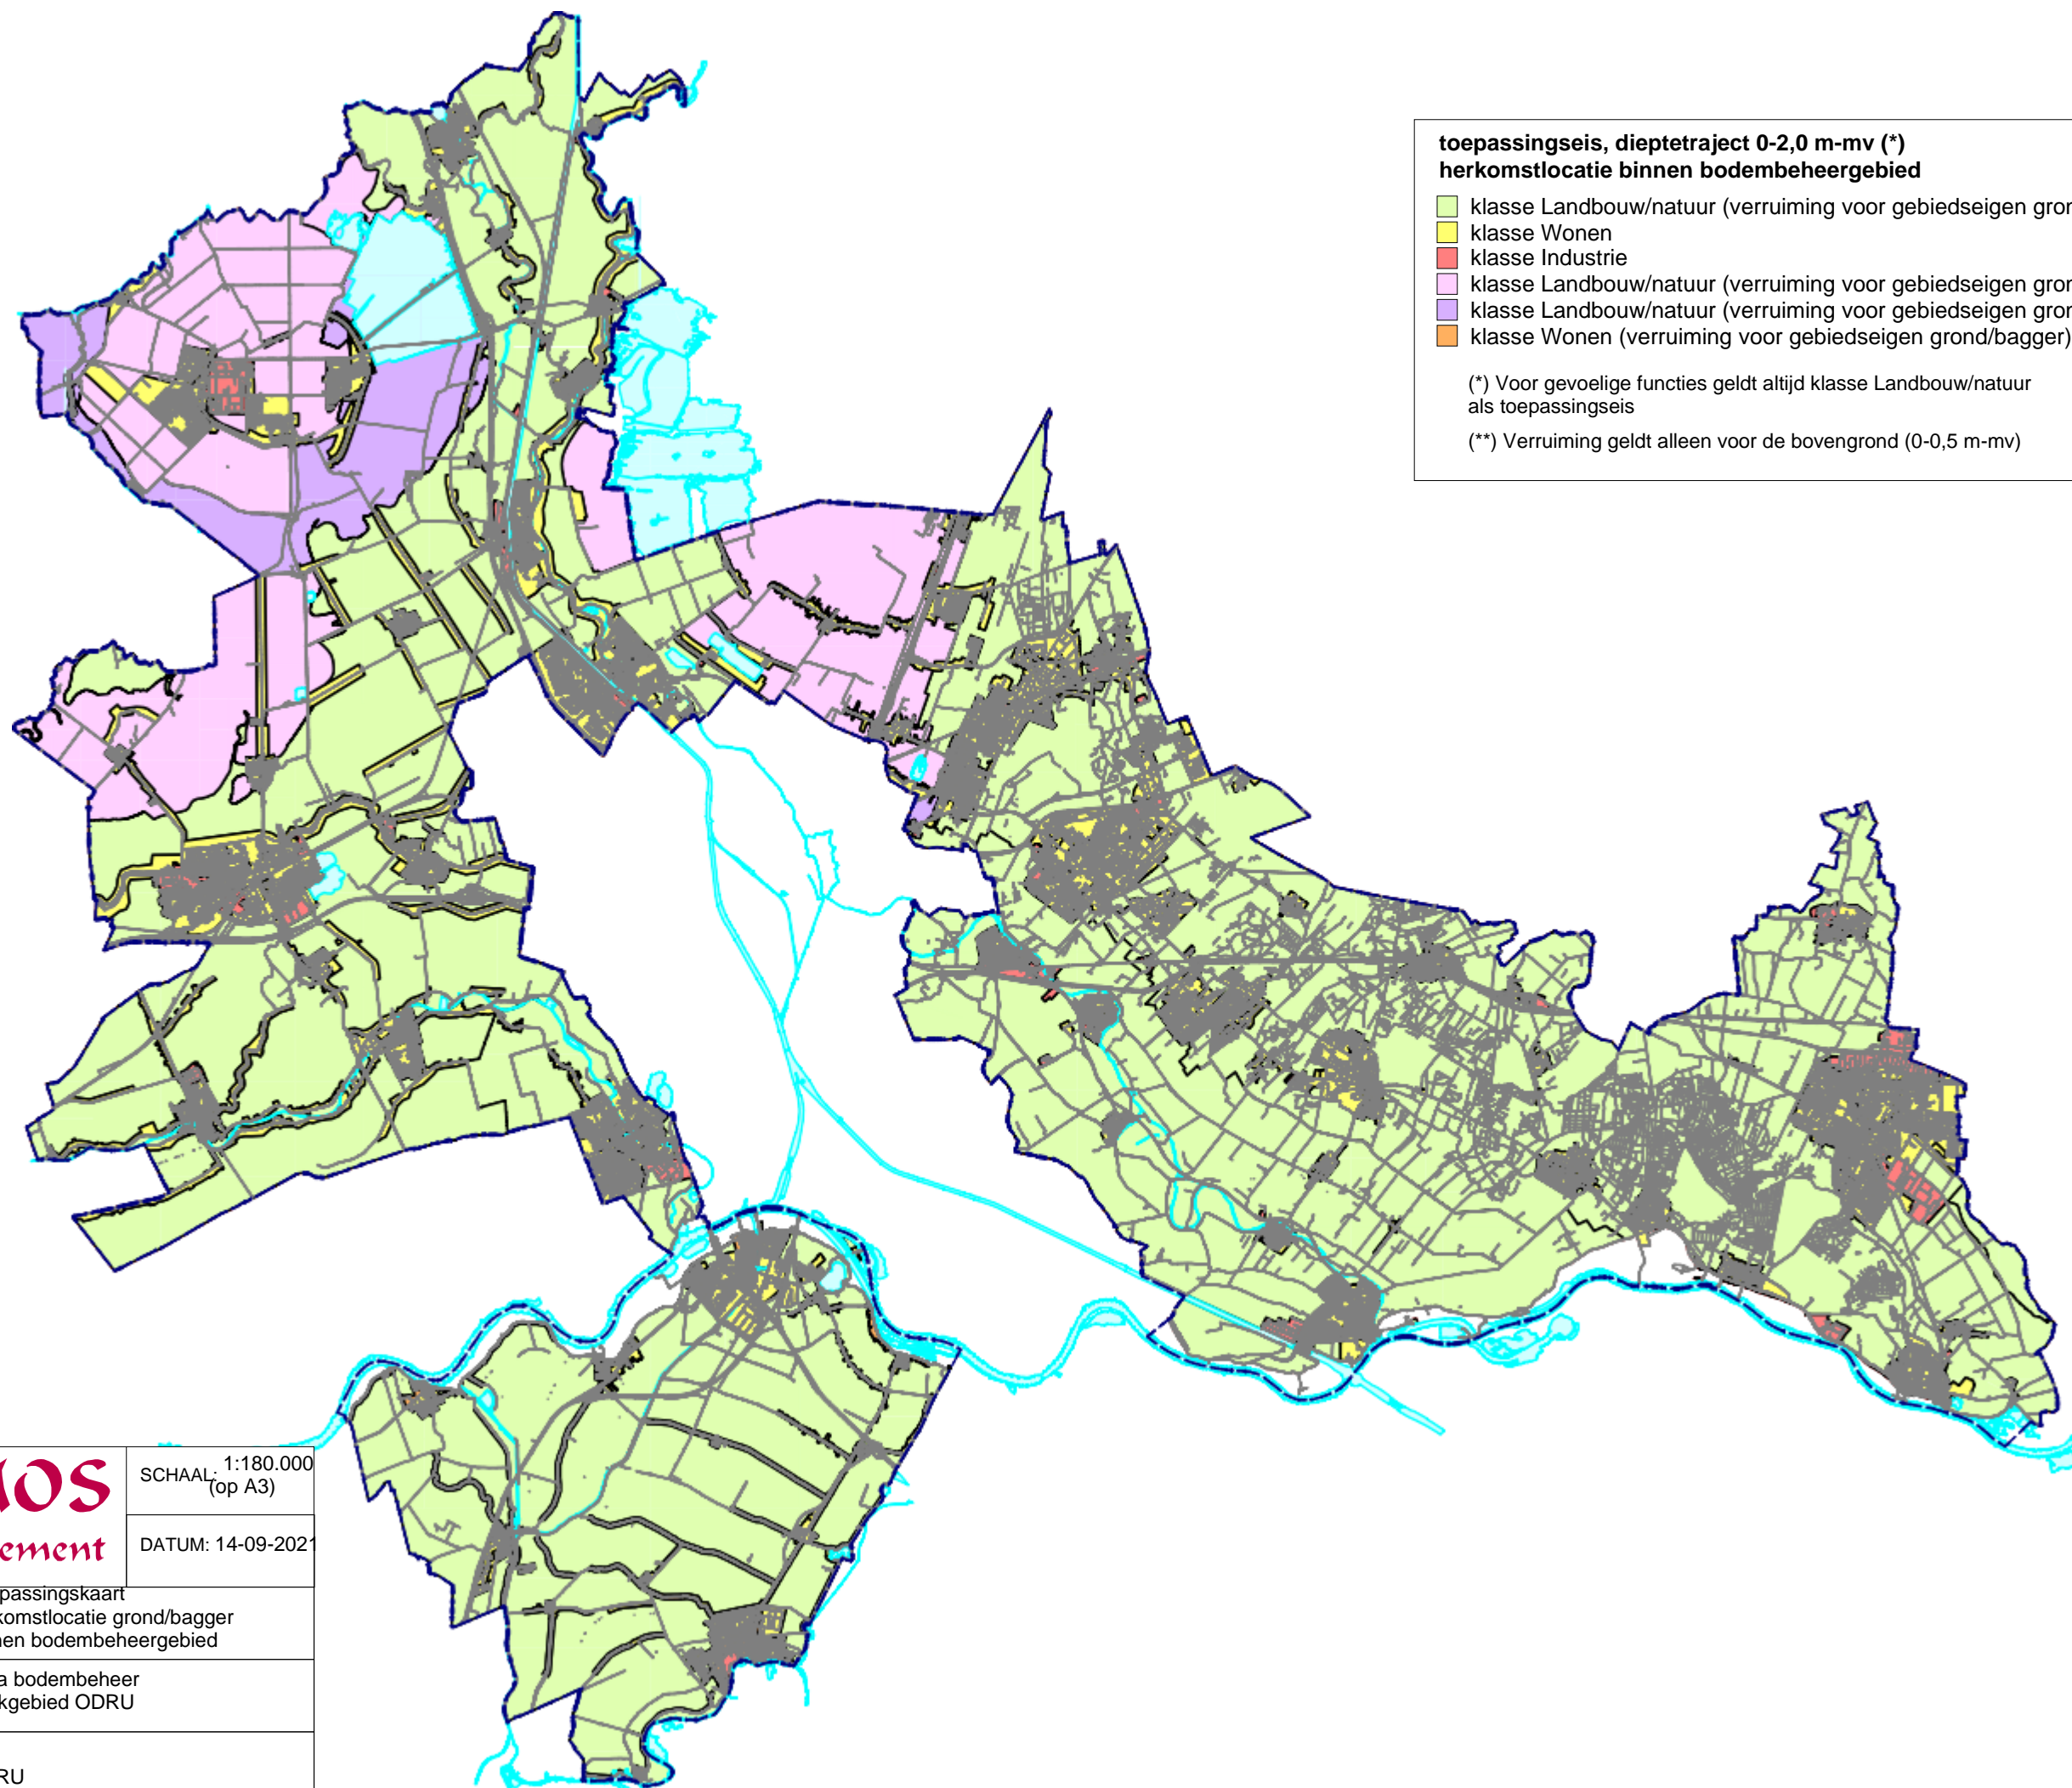 toepassingseis, dieptetraject 0-2,0 m-mv (*)
herkomstlocatie binnen bodembeheergebied
klasse Landbouw/natuur (verruiming voor gebiedseigen gron
klasse Wonen
klasse Industrie
klasse Landbouw/natuur (verruiming voor gebiedseigen gron
klasse Landbouw/natuur (verruiming voor gebiedseigen gron
klasse Wonen (verruiming voor gebiedseigen grond/bagger)
(*) Voor gevoelige functies geldt altijd klasse Landbouw/natuur
als toepassingseis
(**) Verruiming geldt alleen voor de bovengrond (0-0,5 m-mv)
OS
ement
SCHAAL: 1:180.000
(op A3)
DATUM: 14-09-2021
passingskaart
komstlocatie grond/bagger
nen bodembeheergebied
a bodembeheer
kgebied ODRU
RU